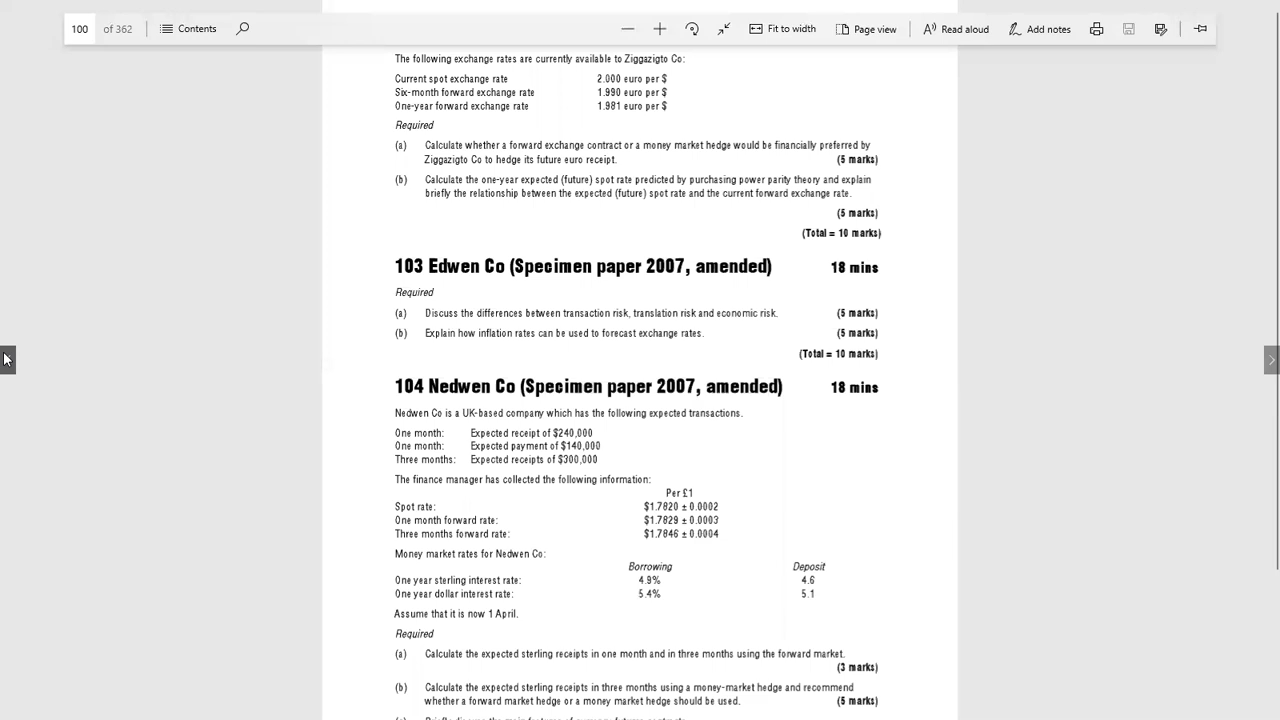 100 of 362 Contents Fit to width Page view Read aloud Add notes
The following exchange rates are currently available to Ziggazigto Co:
Current spot exchange rate 2.000 euro per $
Six-month forward exchange rate 1.990 euro per $
One-year forward exchange rate 1.981 euro per $
Required
(a) Calculate whether a forward exchange contract or a money market hedge would be financially preferred by
Ziggazigto Co to hedge its future euro receipt. (5 marks)
(b) Calculate the one-year expected (future) spot rate predicted by purchasing power parity theory and explain
briefly the relationship between the expected (future) spot rate and the current forward exchange rate.
(5 marks)
(Total = 10 marks)
103 Edwen Co (Specimen paper 2007, amended) 18 mins
Required
(a) Discuss the differences between transaction risk, translation risk and economic risk. (5 marks)
(b) Explain how inflation rates can be used to forecast exchange rates. (5 marks)
(Total = 10 marks)
104 Nedwen Co (Specimen paper 2007, amended) 18 mins
Nedwen Co is a UK-based company which has the following expected transactions.
One month: Expected receipt of $240,000
One month: Expected payment of $140,000
Three months: Expected receipts of $300,000
The finance manager has collected the following information:
Per £1
Spot rate: $1.7820 ± 0.0002
One month forward rate: $1.7829 ± 0.0003
Three months forward rate: $1.7846 ± 0.0004
Money market rates for Nedwen Co:
Borrowing Deposit
One year sterling interest rate: 4.9% 4.6
One year dollar interest rate: 5.4% 5.1
Assume that it is now 1 April.
Required
(a) Calculate the expected sterling receipts in one month and in three months using the forward market.
(3 marks)
(b) Calculate the expected sterling receipts in three months using a money-market hedge and recommend
whether a forward market hedge or a money market hedge should be used. (5 marks)
(c) Briefly discuss the main features of currency futures contracts